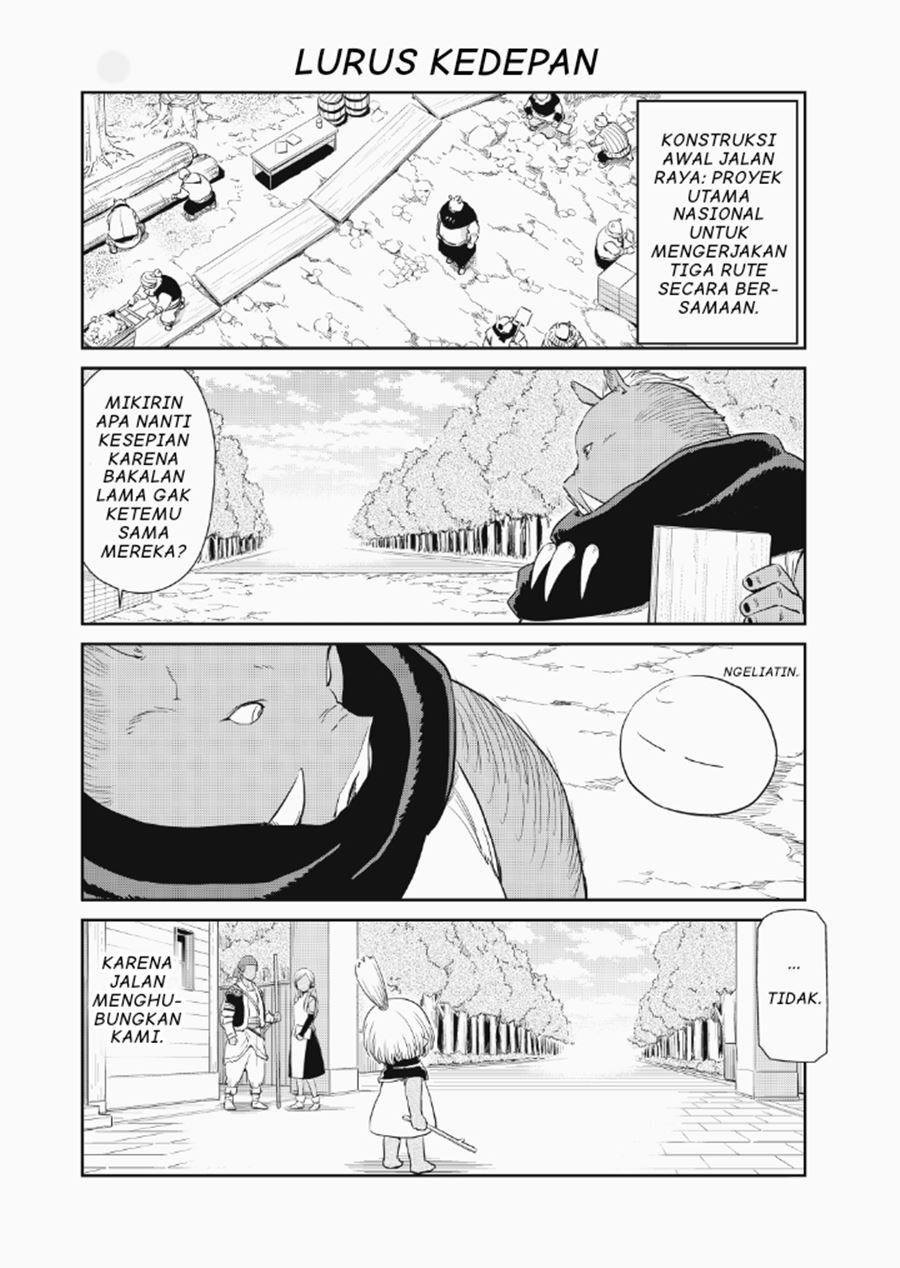 LURUS KEDEPAN
KONSTRUKSI
AWAL JALAN
RAYA: PROYEK
UTAMA
NASIONAL
UNTUK
MENGERJAKAN
TIGA RUTE
SECARA BER-
SAMAAN.
MIKIRIN
APA NANTI
KESEPIAN
KARENA
BAKALAN
LAMA GAK
KETEMU
SAMA
MEREKA?
NGELIATIN.
...
TIDAK.
KARENA
JALAN
MENGHU-
BUNGKAN
KAMI.